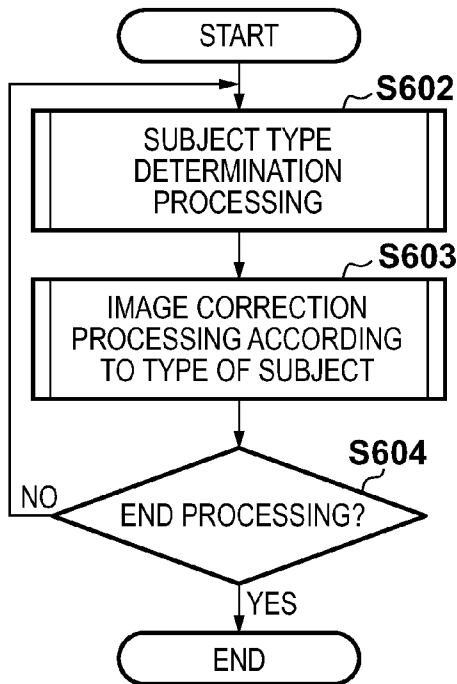 START
S602
SUBJECT TYPE
DETERMINATION
PROCESSING
S603
IMAGE CORRECTION
PROCESSING ACCORDING
TO TYPE OF SUBJECT
S604
NO
END PROCESSING?
YES
END